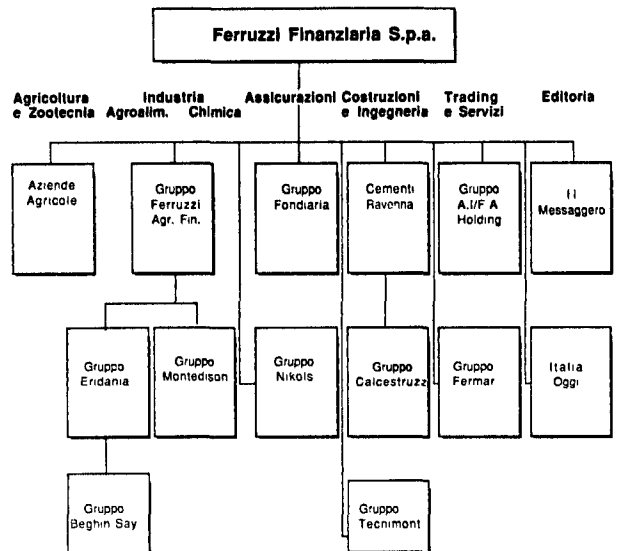 Ferruzzi Finanziaria S.p.a.
Agricoltura e Zootecnia
Industria Agroalim. Chimica
Assicurazioni
Costruzioni e Ingegneria
Trading e Servizi
Editoria
Aziende
Agricole
Gruppo
Ferruzzi
Agr. Fin.
Gruppo
Fondiaria
Cementi
Ravenna
Gruppo
A.I/F A
Holding
Il
Messaggero
Gruppo
Eridania
Gruppo
Montedison
Gruppo
Nikols
Gruppo
Calcestruzz
Gruppo
Fermar
Italia
Oggi
Gruppo
Beghin Say
Gruppo
Tecnimont